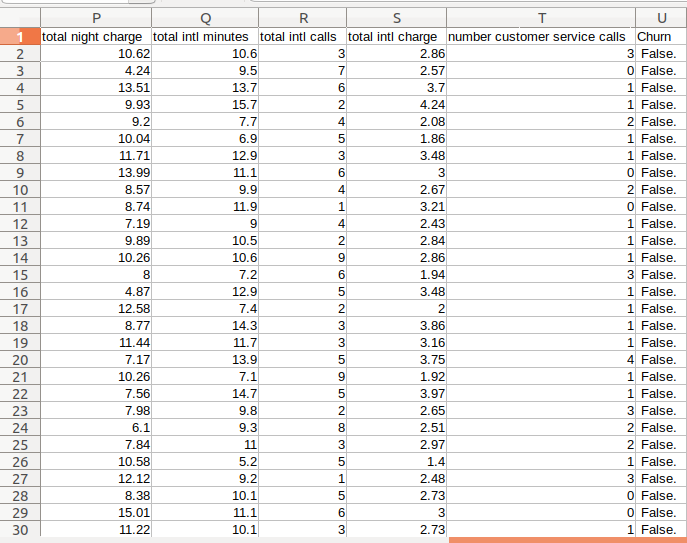 P Q R S T U
1 total night charge total intl minutes total intl calls total intl charge number customer service calls Churn
2 10.62 10.6 3 2.86 3 False.
3 4.24 9.5 7 2.57 0 False.
4 13.51 13.7 6 3.7 1 False.
5 9.93 15.7 2 4.24 1 False.
6 9.2 7.7 4 2.08 2 False.
7 10.04 6.9 5 1.86 1 False.
8 11.71 12.9 3 3.48 1 False.
9 13.99 11.1 6 3 0 False.
10 8.57 9.9 4 2.67 2 False.
11 8.74 11.9 1 3.21 0 False.
12 7.19 9 4 2.43 1 False.
13 9.89 10.5 2 2.84 1 False.
14 10.26 10.6 9 2.86 1 False.
15 8 7.2 6 1.94 3 False.
16 4.87 12.9 5 3.48 1 False.
17 12.58 7.4 2 2 1 False.
18 8.77 14.3 3 3.86 1 False.
19 11.44 11.7 3 3.16 1 False.
20 7.17 13.9 5 3.75 4 False.
21 10.26 7.1 9 1.92 1 False.
22 7.56 14.7 5 3.97 1 False.
23 7.98 9.8 2 2.65 3 False.
24 6.1 9.3 8 2.51 2 False.
25 7.84 11 3 2.97 2 False.
26 10.58 5.2 5 1.4 1 False.
27 12.12 9.2 1 2.48 3 False.
28 8.38 10.1 5 2.73 0 False.
29 15.01 11.1 6 3 0 False.
30 11.22 10.1 3 2.73 1 False.